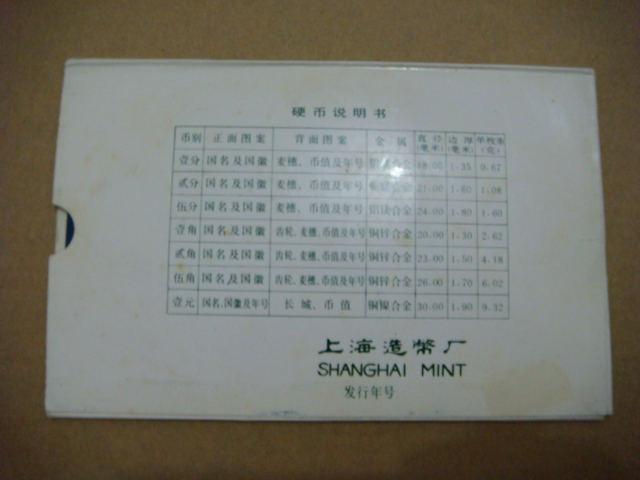 硬币说明书
币别 正面图案 背面图案 金属 直径(毫米) 边厚(毫米) 单枚重(克)
壹分 国名及国徽 麦穗、币值及年号 铝镁合金 18.00 1.35 0.67
贰分 国名及国徽 麦穗、币值及年号 合金 21.00 1.60 1.08
伍分 国名及国徽 麦穗、币值及年号 铝镁合金 24.00 1.80 1.60
壹角 国名及国徽 齿轮、麦穗、币值及年号 铜锌合金 20.00 1.30 2.62
贰角 国名及国徽 齿轮、麦穗、币值及年号 铜锌合金 23.00 1.50 4.18
伍角 国名及国徽 齿轮、麦穗、币值及年号 铜锌合金 26.00 1.70 6.02
壹元 国名、国徽及年号 长城、币值 铜镍合金 30.00 1.90 9.32
上海造幣厂
SHANGHAI MINT
发行年号